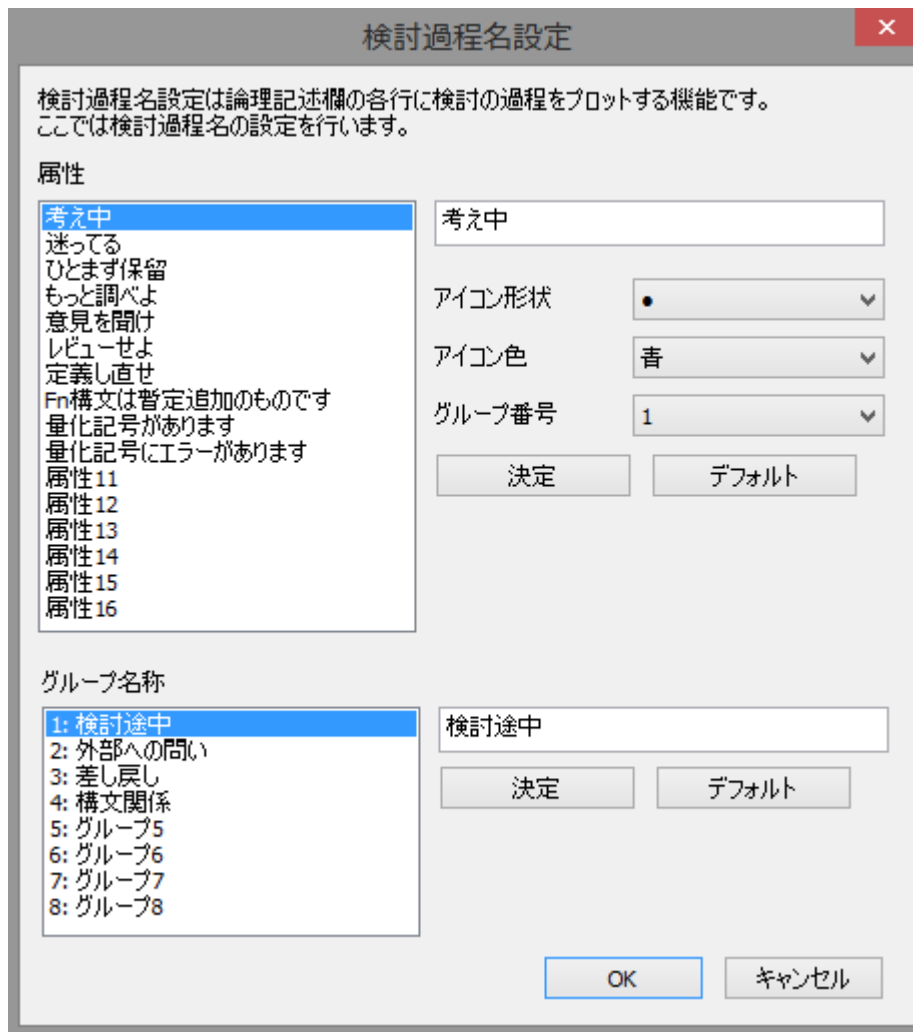 検討過程名設定
×
検討過程名設定は論理記述欄の各行に検討の過程をプロットする機能です。
ここでは検討過程名の設定を行います。
属性
考え中
迷ってる
ひとまず保留
もっと調べよ
意見を聞け
レビューせよ
定義し直せ
Fn構文は暫定追加のものです
量化記号があります
量化記号にエラーがあります
属性11
属性12
属性13
属性14
属性15
属性16
考え中
アイコン形状 ●
アイコン色 青
グループ番号 1
決定 デフォルト
グループ名称
1: 検討途中
2: 外部への問い
3: 差し戻し
4: 構文関係
5: グループ5
6: グループ6
7: グループ7
8: グループ8
検討途中
決定 デフォルト
OK キャンセル